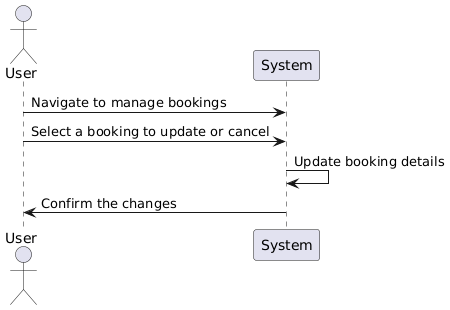 User
System
Navigate to manage bookings
Select a booking to update or cancel
Update booking details
Confirm the changes
User
System